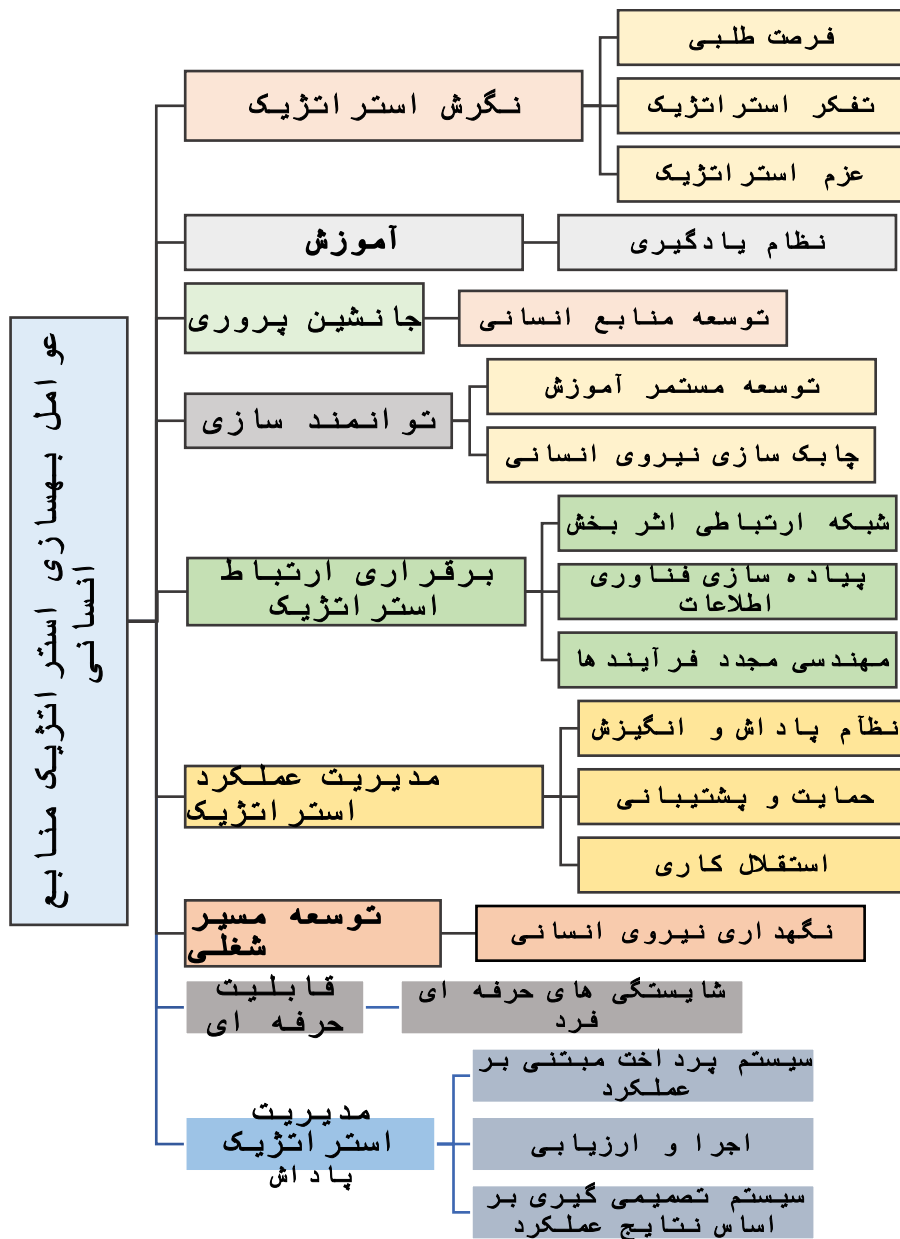 عوامل بهسازی استراتژیک منابع
انسانی
نگرش استراتژیک
فرصت طلبی
تفکر استراتژیک
عزم استراتژیک
آموزش
نظام یادگیری
جانشین پروری
توسعه منابع انسانی
توانمند سازی
توسعه مستمر آموزش
چابک سازی نیروی انسانی
برقراری ارتباط
استراتژیک
شبکه ارتباطی اثر بخش
پیاده سازی فناوری
اطلاعات
مهندسی مجدد فرآیند ها
مدیریت عملکرد
استراتژیک
نظآم پاداش و انگیزش
حمایت و پشتیبانی
استقلال کاری
توسعه مسیر
شغلی
نگهداری نیروی انسانی
قابلیت
حرفه ای
شایستگی های حرفه ای
فرد
مدیریت
استراتژیک
پاداش
سیستم پرداخت مبتنی بر
عملکرد
اجرا و ارزیابی
سیستم تصمیمی گیری بر
اساس نتایج عملکرد